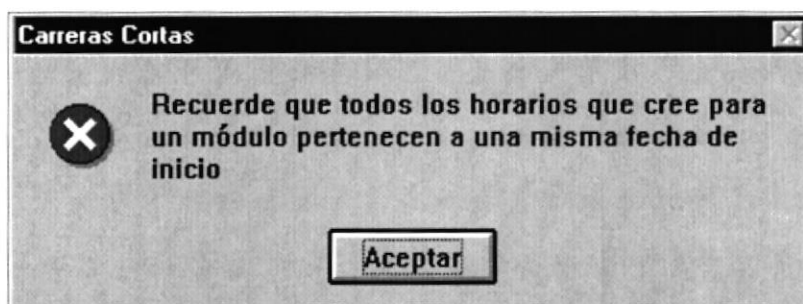 Carreras Cortas
Recuerde que todos los horarios que cree para
un módulo pertenecen a una misma fecha de
inicio
Aceptar